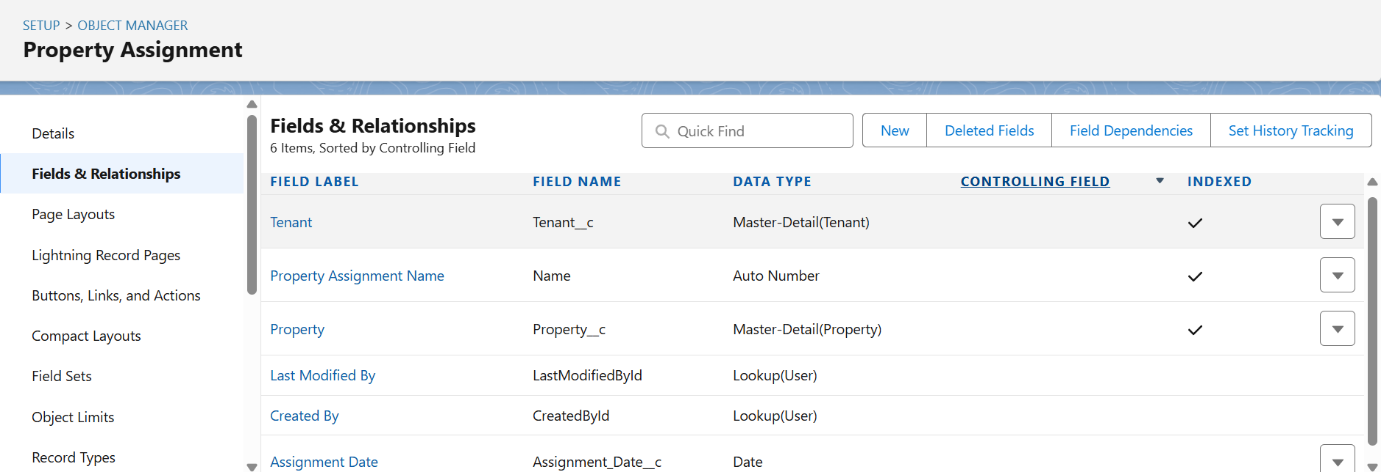 SETUP > OBJECT MANAGER
Property Assignment
Details
Fields & Relationships
Page Layouts
Lightning Record Pages
Buttons, Links, and Actions
Compact Layouts
Field Sets
Object Limits
Record Types
Fields & Relationships
6 Items, Sorted by Controlling Field
Quick Find
New Deleted Fields Field Dependencies Set History Tracking
FIELD LABEL FIELD NAME DATA TYPE CONTROLLING FIELD INDEXED
Tenant Tenant__c Master-Detail(Tenant)
Property Assignment Name Name Auto Number
Property Property__c Master-Detail(Property)
Last Modified By LastModifiedById Lookup(User)
Created By CreatedById Lookup(User)
Assignment Date Assignment_Date__c Date